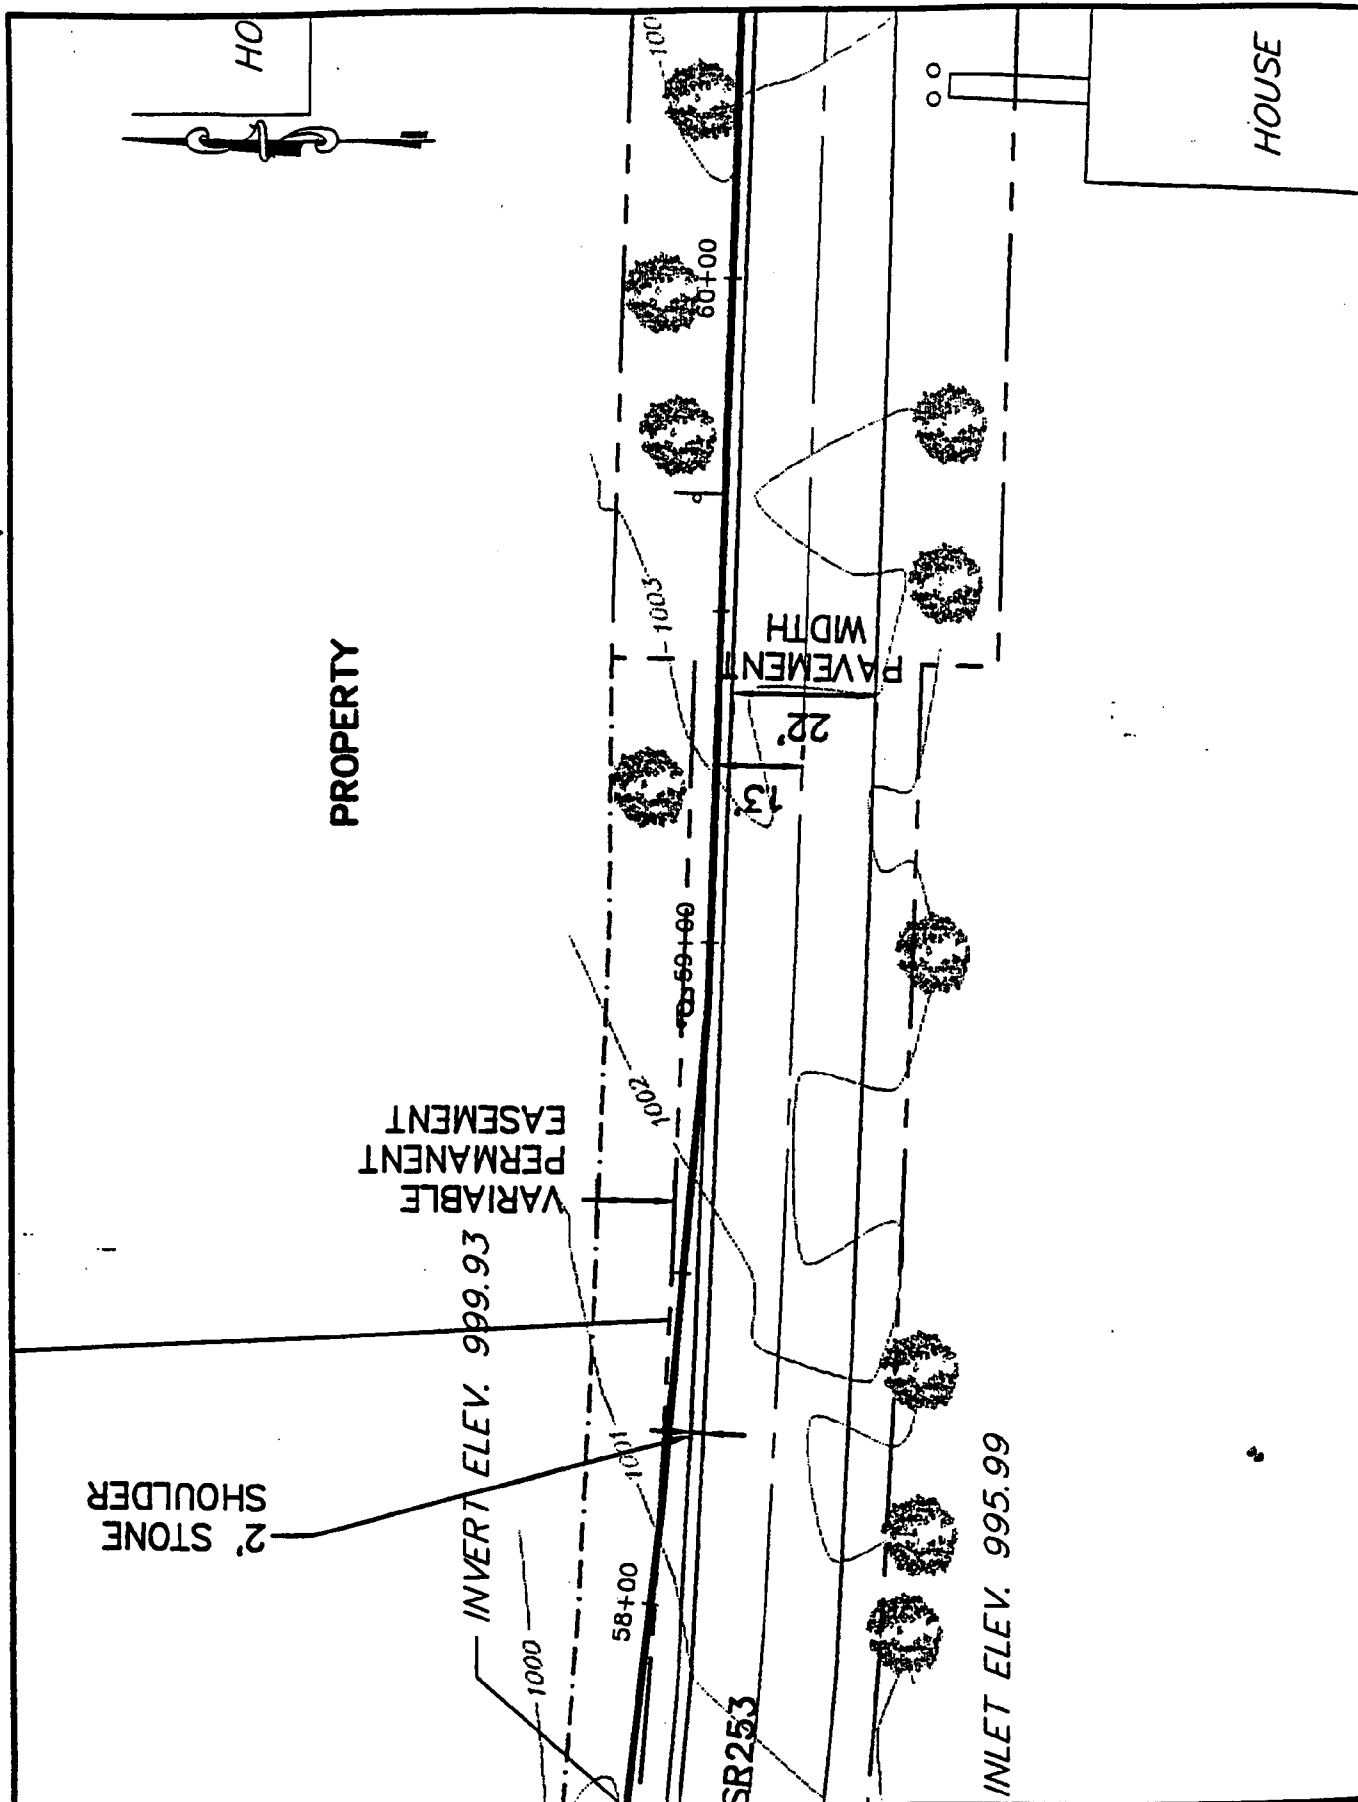 HO
HOUSE
100
60+00
1003
PAVEMENT
WIDTH
22'
13'
PROPERTY
59+00
1002
VARIABLE
PERMANENT
EASEMENT
INVERT ELEV. 999.93
2' STONE
SHOULDER
1001
58+00
1000
SR253
INLET ELEV. 995.99